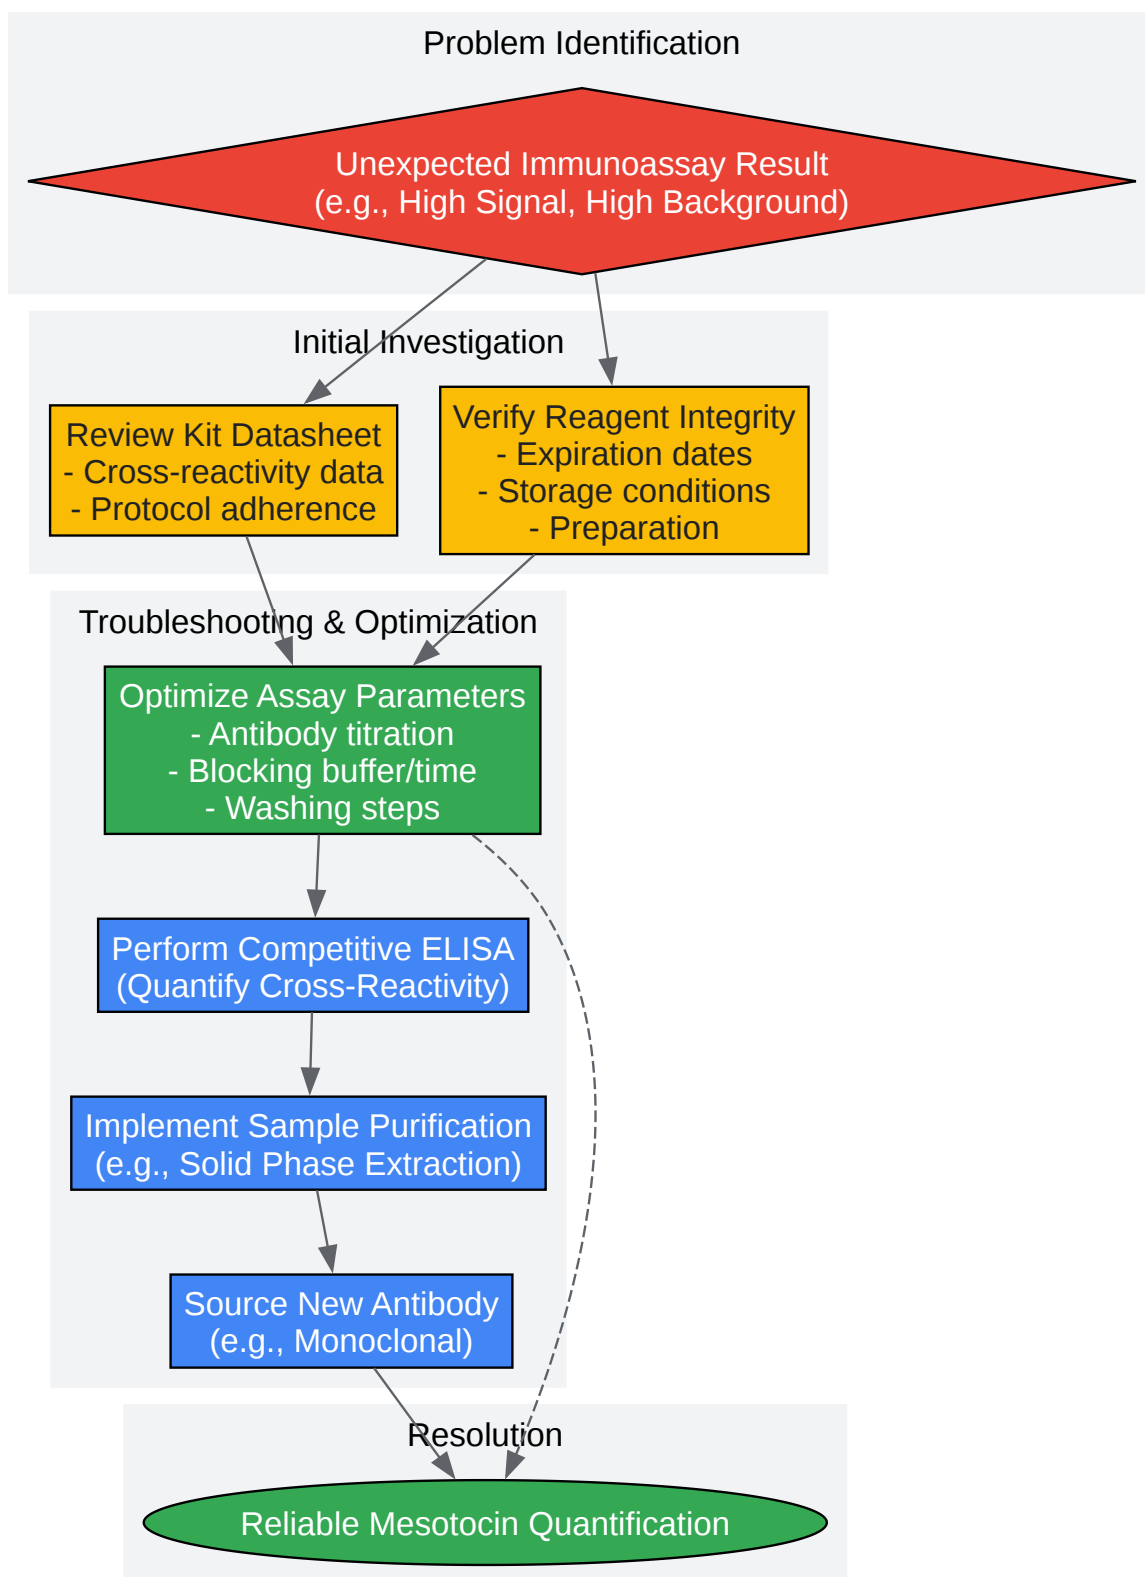 Problem Identification
Unexpected Immunoassay Result
(e.g., High Signal, High Background)
Initial Investigation
Review Kit Datasheet
- Cross-reactivity data
- Protocol adherence
Verify Reagent Integrity
- Expiration dates
- Storage conditions
- Preparation
Troubleshooting & Optimization
Optimize Assay Parameters
- Antibody titration
- Blocking buffer/time
- Washing steps
Perform Competitive ELISA
(Quantify Cross-Reactivity)
Implement Sample Purification
(e.g., Solid Phase Extraction)
Source New Antibody
(e.g., Monoclonal)
Resolution
Reliable Mesotocin Quantification